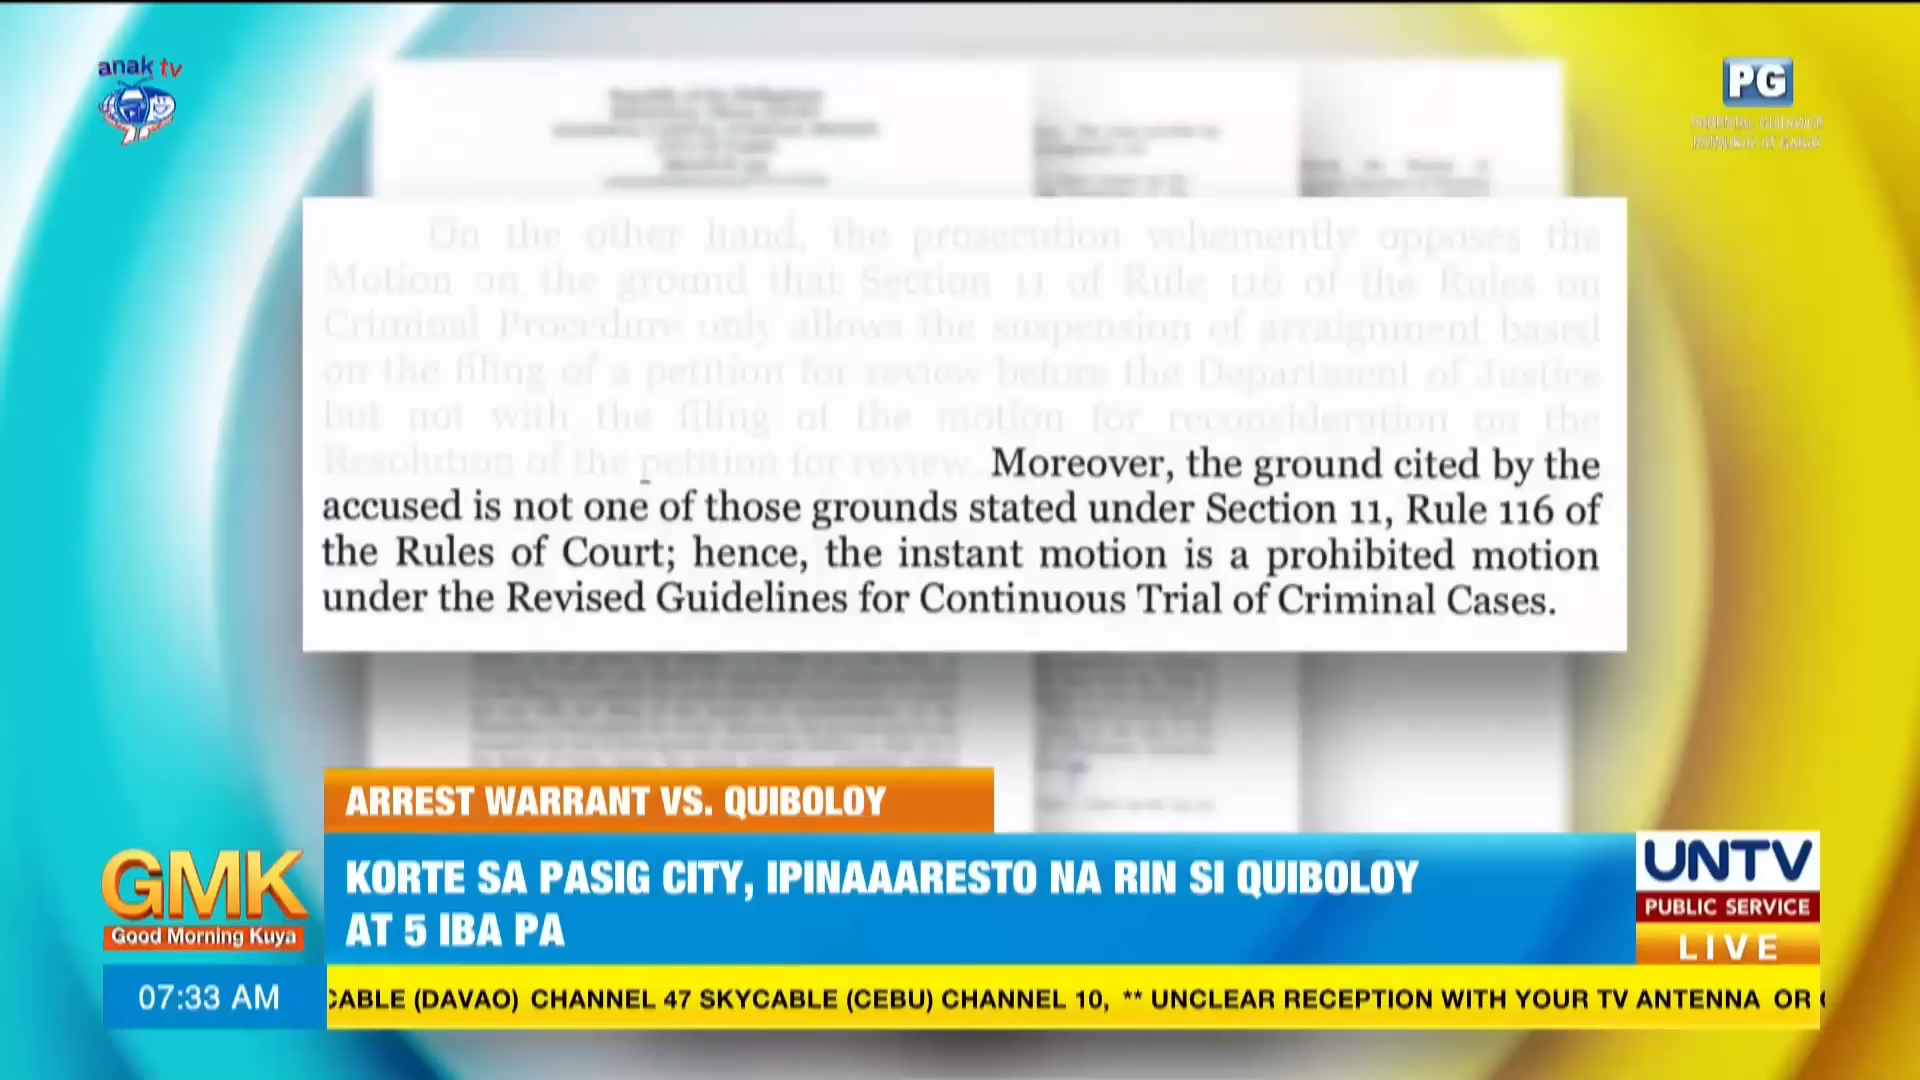 anak tv
PG
PARENTAL GUIDANCE
PATNUBAY AT GABAY
On the other hand, the prosecution vehemently opposes the
Motion on the ground that Section 11 of Rule 116 of the Rules on
Criminal Procedure only allows the suspension of arraignment based
on the filing of a petition for review before the Department of Justice
but not with the filing of the motion for reconsideration on the
Resolution of the petition for review. Moreover, the ground cited by the
accused is not one of those grounds stated under Section 11, Rule 116 of
the Rules of Court; hence, the instant motion is a prohibited motion
under the Revised Guidelines for Continuous Trial of Criminal Cases.
ARREST WARRANT VS. QUIBOLOY
KORTE SA PASIG CITY, IPINAAARESTO NA RIN SI QUIBOLOY
AT 5 IBA PA
GMK
Good Morning Kuya
UNTV
PUBLIC SERVICE
LIVE
07:33 AM
CABLE (DAVAO) CHANNEL 47 SKYCABLE (CEBU) CHANNEL 10, ** UNCLEAR RECEPTION WITH YOUR TV ANTENNA OR